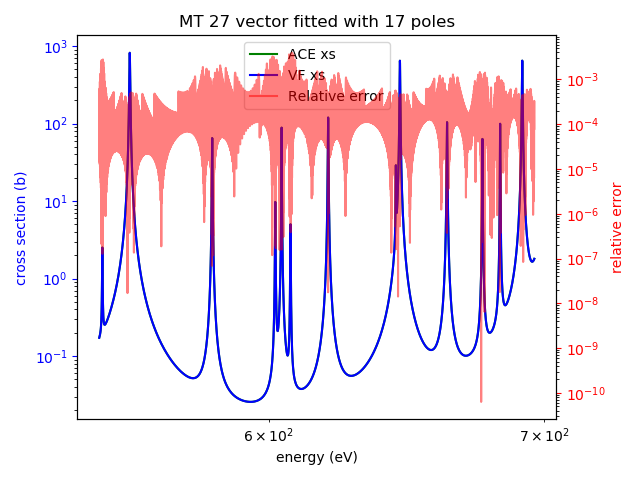 MT 27 vector fitted with 17 poles
ACE xs
VF xs
Relative error
10³
10²
10¹
10⁰
10⁻¹
cross section (b)
10⁻³
10⁻⁴
10⁻⁵
10⁻⁶
10⁻⁷
10⁻⁸
10⁻⁹
10⁻¹⁰
relative error
6 × 10²
7 × 10²
energy (eV)